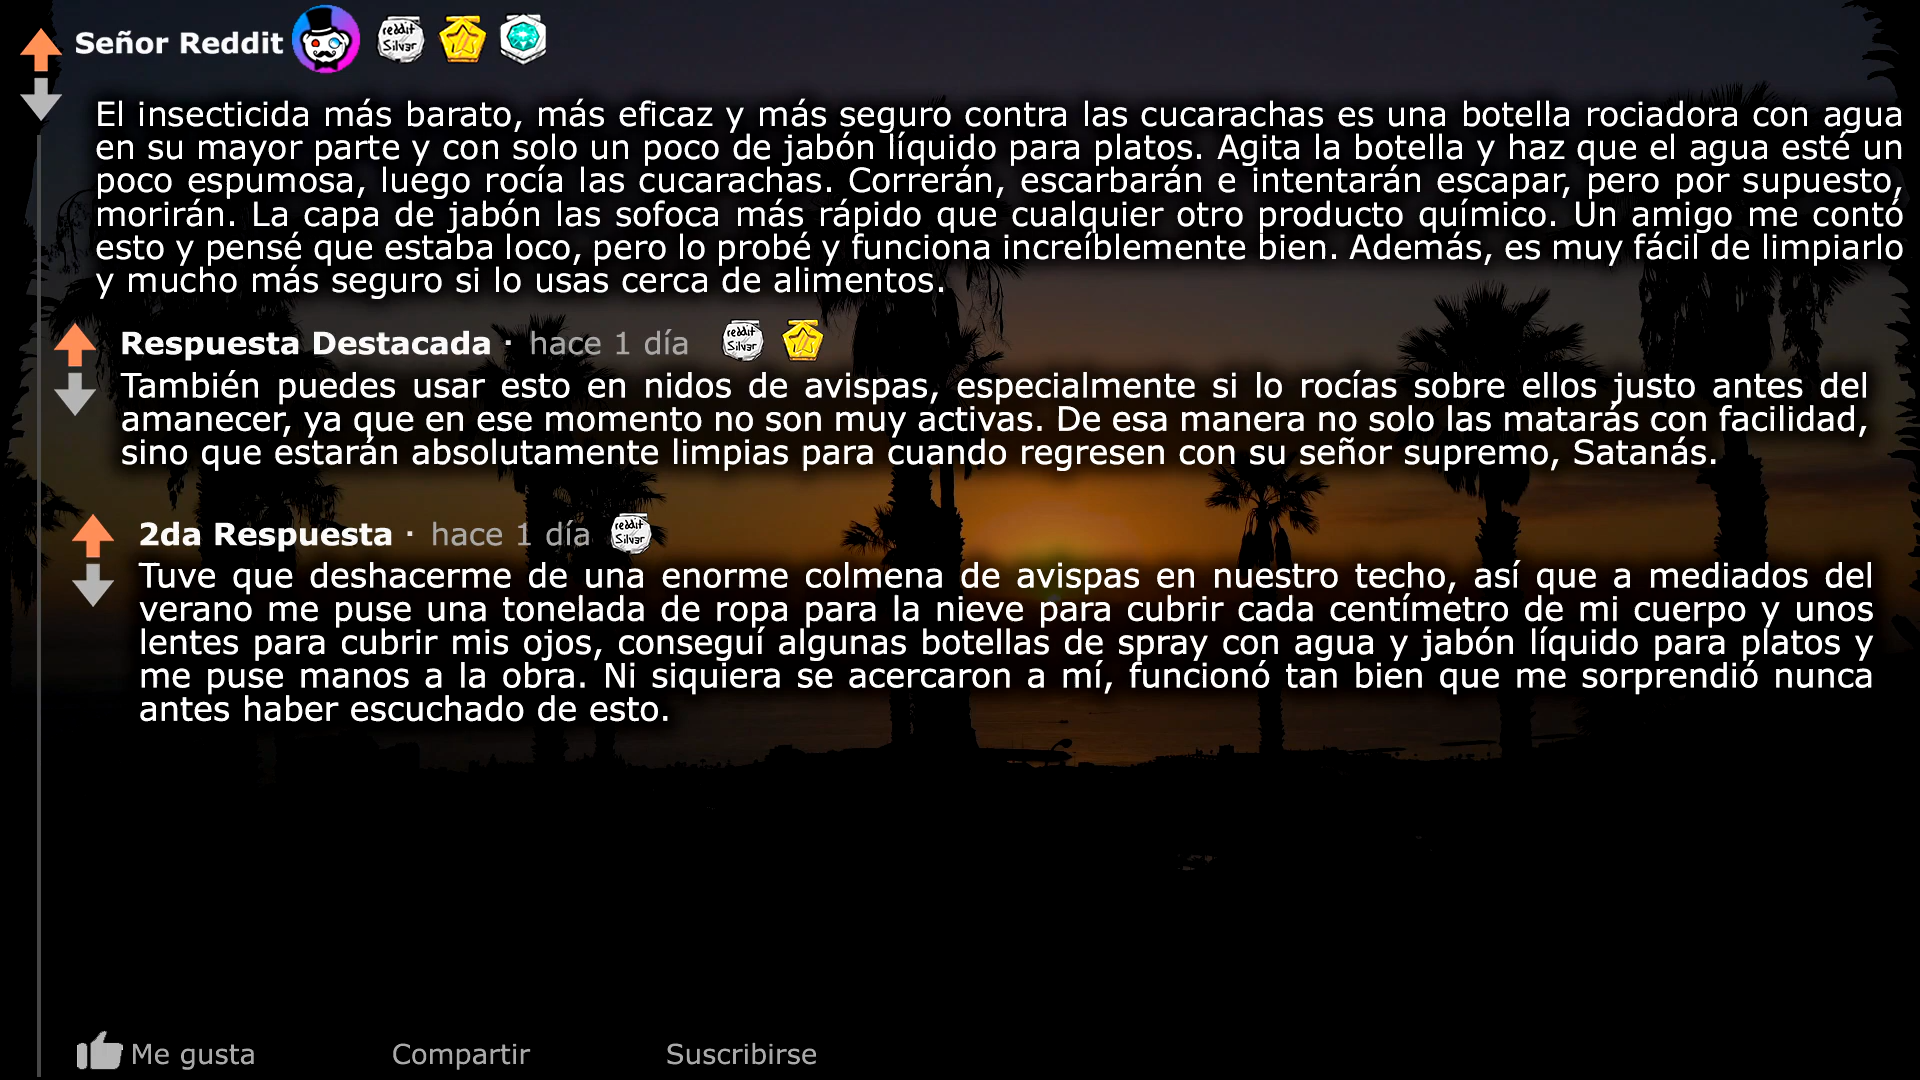 Señor Reddit
reddit
Silver
El insecticida más barato, más eficaz y más seguro contra las cucarachas es una botella rociadora con agua
en su mayor parte y con solo un poco de jabón líquido para platos. Agita la botella y haz que el agua esté un
poco espumosa, luego rocía las cucarachas. Correrán, escarbarán e intentarán escapar, pero por supuesto,
morirán. La capa de jabón las sofoca más rápido que cualquier otro producto químico. Un amigo me contó
esto y pensé que estaba loco, pero lo probé y funciona increíblemente bien. Además, es muy fácil de limpiarlo
y mucho más seguro si lo usas cerca de alimentos.
Respuesta Destacada · hace 1 día
reddit
Silver
También puedes usar esto en nidos de avispas, especialmente si lo rocías sobre ellos justo antes del
amanecer, ya que en ese momento no son muy activas. De esa manera no solo las matarás con facilidad,
sino que estarán absolutamente limpias para cuando regresen con su señor supremo, Satanás.
2da Respuesta · hace 1 día
reddit
Silver
Tuve que deshacerme de una enorme colmena de avispas en nuestro techo, así que a mediados del
verano me puse una tonelada de ropa para la nieve para cubrir cada centímetro de mi cuerpo y unos
lentes para cubrir mis ojos, conseguí algunas botellas de spray con agua y jabón líquido para platos y
me puse manos a la obra. Ni siquiera se acercaron a mí, funcionó tan bien que me sorprendió nunca
antes haber escuchado de esto.
Me gusta Compartir Suscribirse